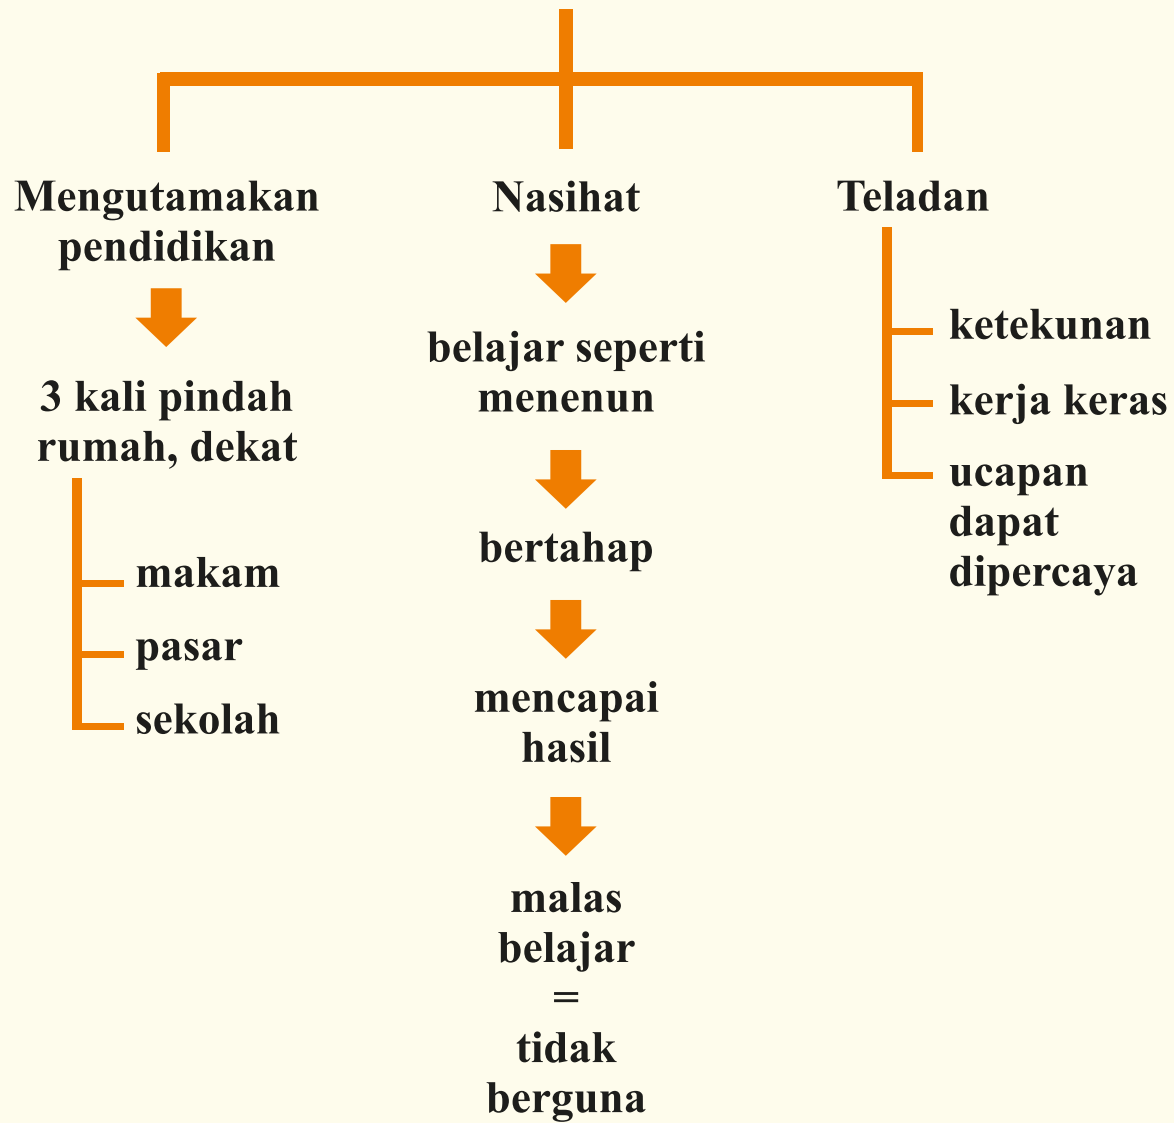 Mengutamakan
pendidikan
3 kali pindah
rumah, dekat
makam
pasar
sekolah
Nasihat
belajar seperti
menenun
bertahap
mencapai
hasil
malas
belajar
=
tidak
berguna
Teladan
ketekunan
kerja keras
ucapan
dapat
dipercaya